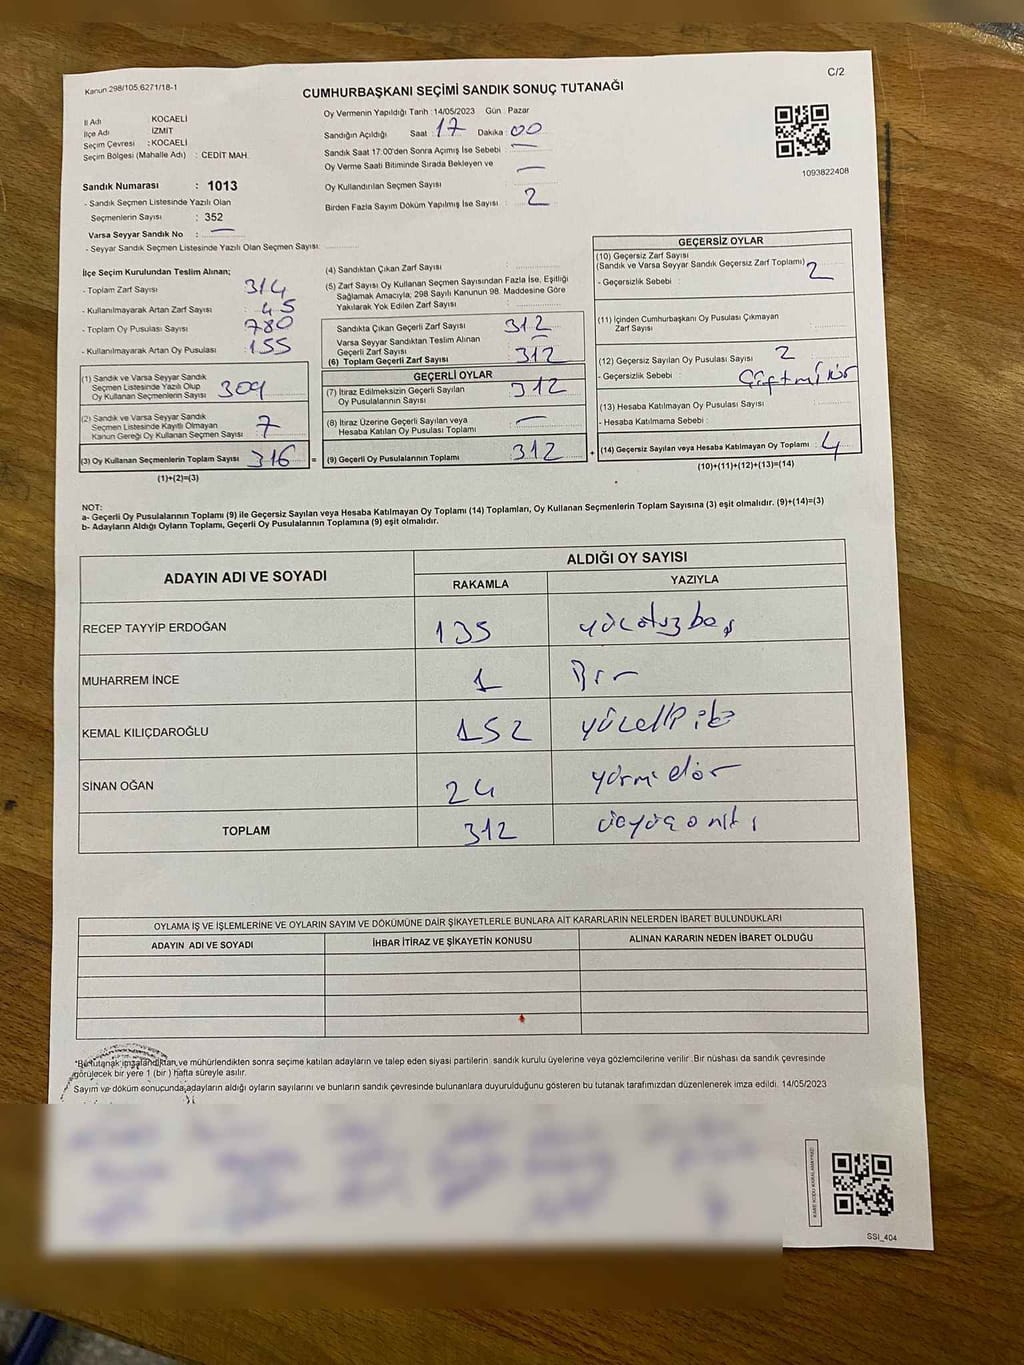 C/2
Kanun 298/105,6271/18-1
CUMHURBAŞKANI SEÇİMİ SANDIK SONUÇ TUTANAĞI
İl Adı : KOCAELİ
İlçe Adı : İZMİT
Seçim Çevresi : KOCAELİ
Seçim Bölgesi (Mahalle Adı) : CEDİT MAH.
Sandık Numarası : 1013
- Sandık Seçmen Listesinde Yazılı Olan
Seçmenlerin Sayısı : 352
Varsa Seyyar Sandık No : —
- Seyyar Sandık Seçmen Listesinde Yazılı Olan Seçmen Sayısı:
Oy Vermenin Yapıldığı Tarih :14/05/2023 Gün : Pazar
Sandığın Açıldığı Saat : 17 Dakika : 00
Sandık Saat 17:00'den Sonra Açımış İse Sebebi : —
Oy Verme Saati Bitiminde Sırada Bekleyen ve
Oy Kullandırılan Seçmen Sayısı : —
Birden Fazla Sayım Döküm Yapılmış İse Sayısı : 2
1093822408
İlçe Seçim Kurulundan Teslim Alınan;
- Toplam Zarf Sayısı : 314
- Kullanılmayarak Artan Zarf Sayısı : 45
- Toplam Oy Pusulası Sayısı : 780
- Kullanılmayarak Artan Oy Pusulası : 155
(1) Sandık ve Varsa Seyyar Sandık
Seçmen Listesinde Yazılı Olup
Oy Kullanan Seçmenlerin Sayısı : 309
(2) Sandık ve Varsa Seyyar Sandık
Seçmen Listesinde Kayıtlı Olmayan
Kanun Gereği Oy Kullanan Seçmen Sayısı : 7
(3) Oy Kullanan Seçmenlerin Toplam Sayısı : 316
(1)+(2)=(3)
(4) Sandıktan Çıkan Zarf Sayısı :
(5) Zarf Sayısı Oy Kullanan Seçmen Sayısından Fazla İse, Eşitliği
Sağlamak Amacıyla; 298 Sayılı Kanunun 98. Maddesine Göre
Yakılarak Yok Edilen Zarf Sayısı :
Sandıkta Çıkan Geçerli Zarf Sayısı : 312
Varsa Seyyar Sandıktan Teslim Alınan
Geçerli Zarf Sayısı : —
(6) Toplam Geçerli Zarf Sayısı : 312
GEÇERLİ OYLAR
(7) İtiraz Edilmeksizin Geçerli Sayılan
Oy Pusulalarının Sayısı : 312
(8) İtiraz Üzerine Geçerli Sayılan veya
Hesaba Katılan Oy Pusulası Toplamı : —
= (9) Geçerli Oy Pusulalarının Toplamı : 312
GEÇERSİZ OYLAR
(10) Geçersiz Zarf Sayısı
(Sandık ve Varsa Seyyar Sandık Geçersiz Zarf Toplamı) : 2
- Geçersizlik Sebebi :
(11) İçinden Cumhurbaşkanı Oy Pusulası Çıkmayan
Zarf Sayısı :
(12) Geçersiz Sayılan Oy Pusulası Sayısı : 2
- Geçersizlik Sebebi :
(13) Hesaba Katılmayan Oy Pusulası Sayısı :
- Hesaba Katılmama Sebebi :
+ (14) Geçersiz Sayılan veya Hesaba Katılmayan Oy Toplamı : 4
(10)+(11)+(12)+(13)=(14)
NOT:
a- Geçerli Oy Pusulalarının Toplamı (9) ile Geçersiz Sayılan veya Hesaba Katılmayan Oy Toplamı (14) Toplamları, Oy Kullanan Seçmenlerin Toplam Sayısına (3) eşit olmalıdır. (9)+(14)=(3)
b- Adayların Aldığı Oyların Toplamı, Geçerli Oy Pusulalarının Toplamına (9) eşit olmalıdır.
ADAYIN ADI VE SOYADI
ALDIĞI OY SAYISI
RAKAMLA YAZIYLA
RECEP TAYYİP ERDOĞAN 135 yüzotuzbeş
MUHARREM İNCE 1 Bir
KEMAL KILIÇDAROĞLU 152 yüzelli iki
SİNAN OĞAN 24 yirmi dör
TOPLAM 312
OYLAMA İŞ VE İŞLEMLERİNE VE OYLARIN SAYIM VE DÖKÜMÜNE DAİR ŞİKAYETLERLE BUNLARA AİT KARARLARIN NELERDEN İBARET BULUNDUKLARI
ADAYIN ADI VE SOYADI İHBAR İTİRAZ VE ŞİKAYETİN KONUSU ALINAN KARARIN NEDEN İBARET OLDUĞU
*Bu tutanak imzalandıktan ve mühürlendikten sonra seçime katılan adayların ve talep eden siyasi partilerin sandık kurulu üyelerine veya gözlemcilerine verilir .Bir nüshası da sandık çevresinde
görülecek bir yere 1 (bir ) hafta süreyle asılır.
Sayım ve döküm sonucunda,adayların aldığı oyların sayılarını ve bunların sandık çevresinde bulunanlara duyurulduğunu gösteren bu tutanak tarafımızdan düzenlenerek imza edildi. 14/05/2023
SSI_404